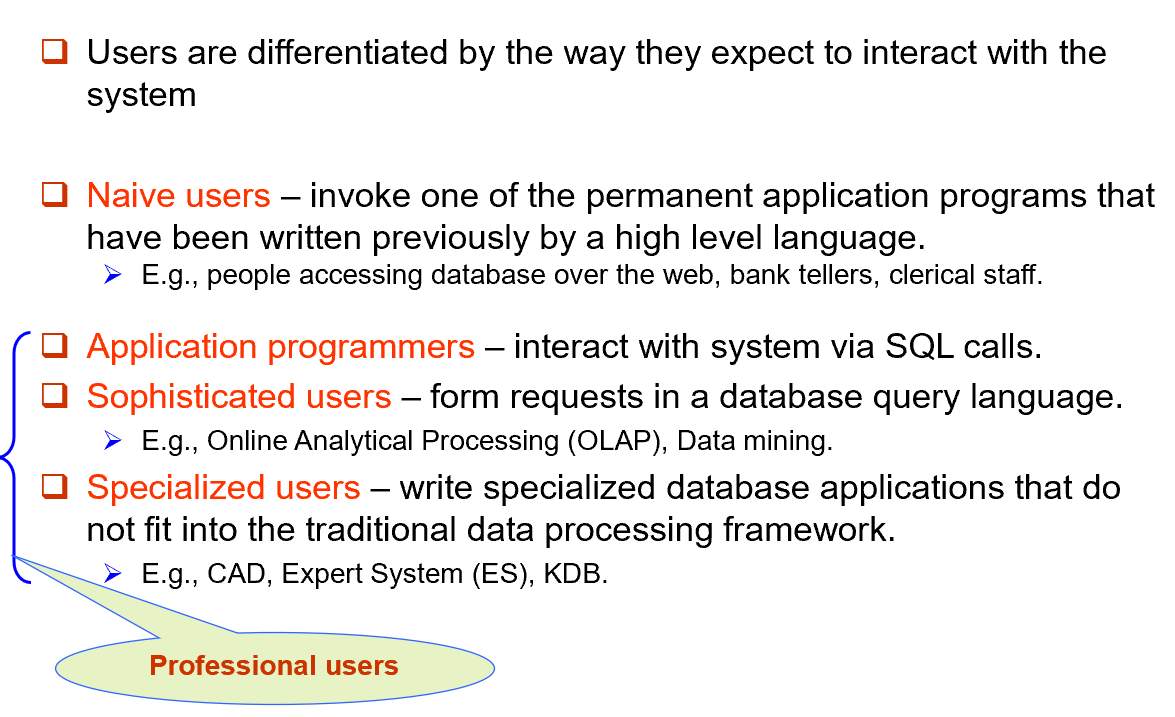 Users are differentiated by the way they expect to interact with the
system
Naive users – invoke one of the permanent application programs that
have been written previously by a high level language.
E.g., people accessing database over the web, bank tellers, clerical staff.
Application programmers – interact with system via SQL calls.
Sophisticated users – form requests in a database query language.
E.g., Online Analytical Processing (OLAP), Data mining.
Specialized users – write specialized database applications that do
not fit into the traditional data processing framework.
E.g., CAD, Expert System (ES), KDB.
Professional users